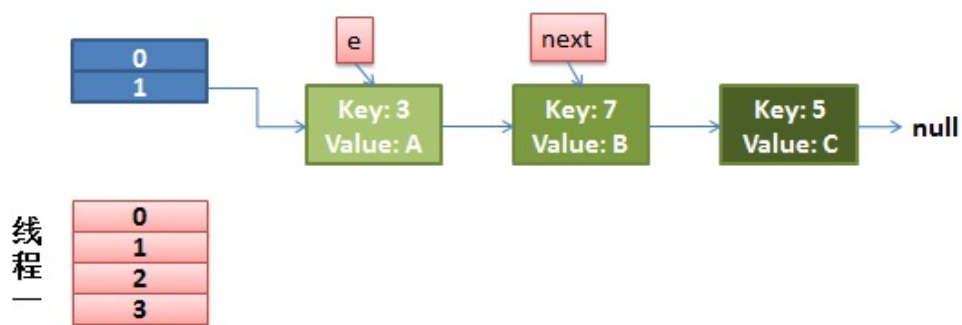 e
next
0
1
Key: 3
Value: A
Key: 7
Value: B
Key: 5
Value: C
null
线程一
0
1
2
3